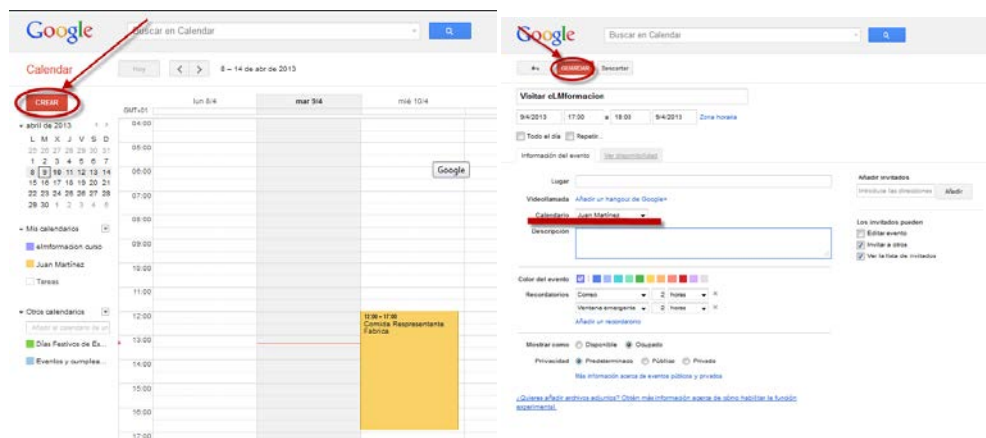 Google
Buscar en Calendar
Calendar
Hoy
8 – 14 de abr de 2013
CREAR
lun 8/4
mar 9/4
mié 10/4
GMT+01
abril de 2013
L M X J V S D
25 26 27 28 29 30 31
1 2 3 4 5 6 7
8 9 10 11 12 13 14
15 16 17 18 19 20 21
22 23 24 25 26 27 28
29 30 1 2 3 4 5
Mis calendarios
elmformacion curso
Juan Martínez
Tareas
Otros calendarios
Añadir el calendario de un
Días Festivos de Es...
Eventos y cumplea...
04:00
05:00
06:00
07:00
08:00
09:00
10:00
11:00
12:00
13:00
14:00
15:00
16:00
17:00
Google
12:00 – 17:00
Comida Respresentante
Fabrica
Google
Buscar en Calendar
GUARDAR
Descartar
Visitar eLMformacion
9/4/2013 17:00 a 18:00 9/4/2013 Zona horaria
Todo el día Repetir...
Información del evento Ver disponibilidad
Lugar
Videollamada Añadir un hangout de Google+
Calendario Juan Martínez
Descripción
Color del evento
Recordatorios Correo 2 horas
Ventana emergente 2 horas
Añadir un recordatorio
Mostrar como Disponible Ocupado
Privacidad Predeterminada Público Privado
Más información acerca de eventos públicos y privados
¿Quieres añadir archivos adjuntos? Obtén más información acerca de cómo habilitar la función
experimental.
Añadir invitados
Introduce las direcciones Añadir
Los invitados pueden
Editar evento
Invitar a otros
Ver la lista de invitados